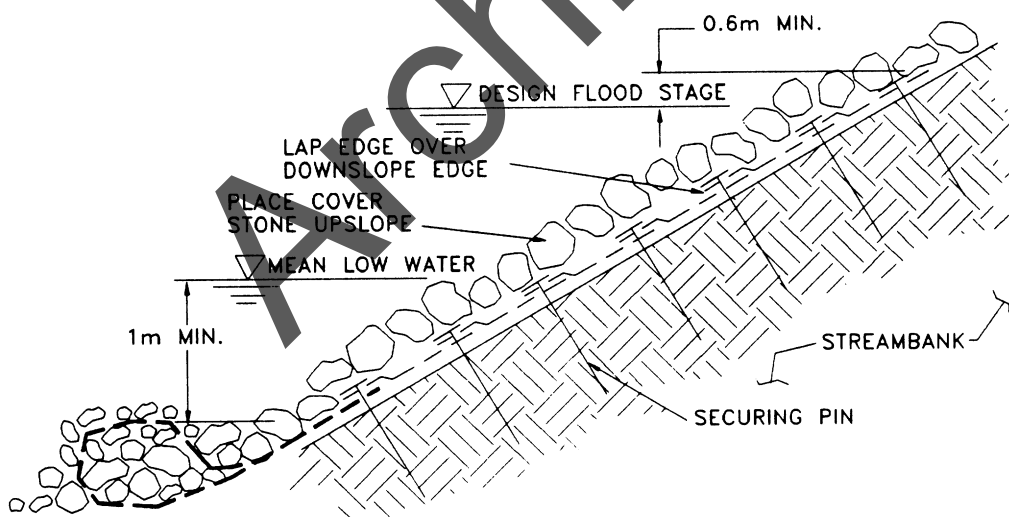 0.6m MIN.
DESIGN FLOOD STAGE
LAP EDGE OVER
DOWNSLOPE EDGE
PLACE COVER
STONE UPSLOPE
MEAN LOW WATER
1m MIN.
STREAMBANK
SECURING PIN
Arch